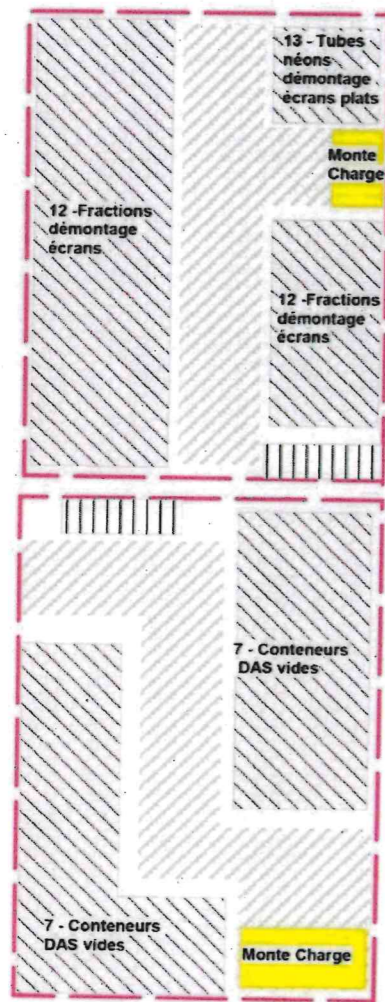 13 - Tubes
néons
démontage
écrans plats
Monte
Charge
12 -Fractions
démontage
écrans
12 -Fractions
démontage
écrans
7 - Conteneurs
DAS vides
7 - Conteneurs
DAS vides
Monte Charge